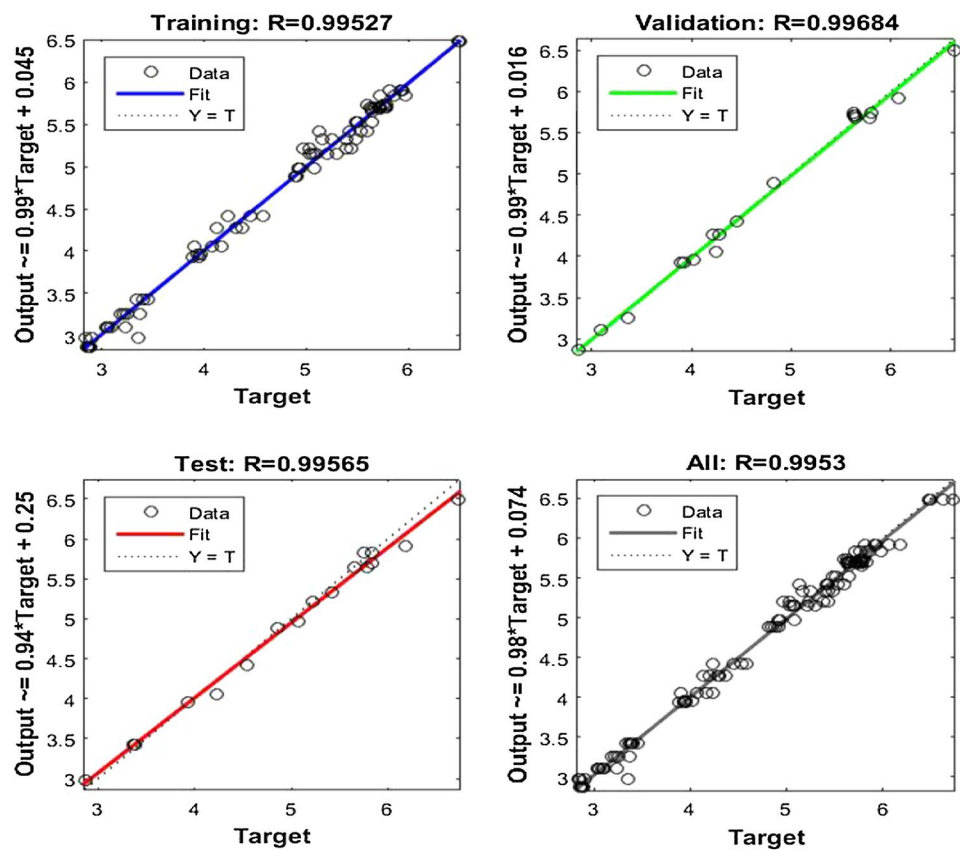 Training: R=0.99527
Output ~= 0.99*Target + 0.045
6.5
6
5.5
5
4.5
4
3.5
3
Data
Fit
Y = T
3
4
5
6
Target
Validation: R=0.99684
Output ~= 0.99*Target + 0.016
6.5
6
5.5
5
4.5
4
3.5
3
Data
Fit
Y = T
3
4
5
6
Target
Test: R=0.99565
Output ~= 0.94*Target + 0.25
6.5
6
5.5
5
4.5
4
3.5
3
Data
Fit
Y = T
3
4
5
6
Target
All: R=0.9953
Output ~= 0.98*Target + 0.074
6.5
6
5.5
5
4.5
4
3.5
3
Data
Fit
Y = T
3
4
5
6
Target